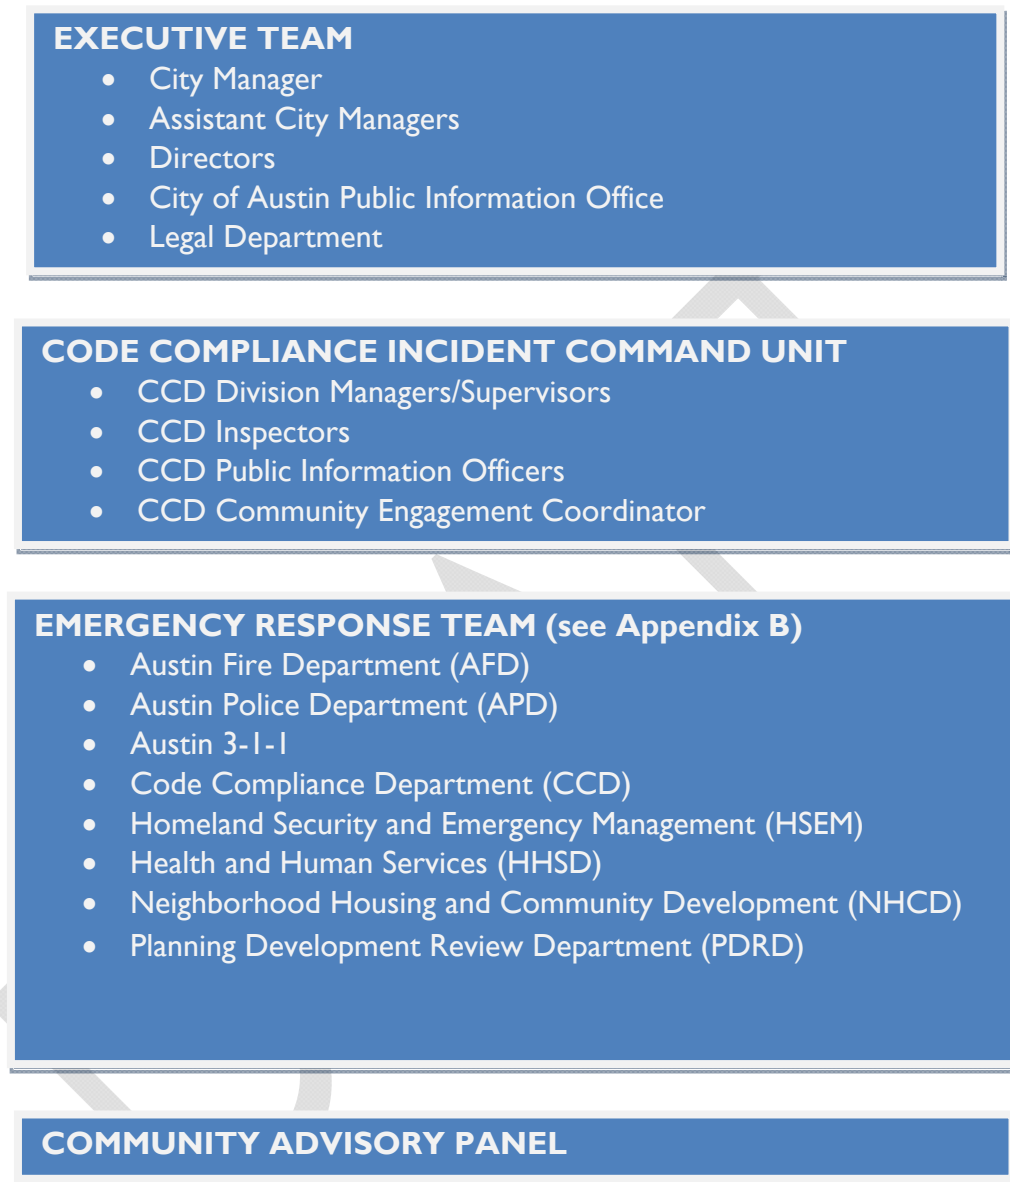 EXECUTIVE TEAM
• City Manager
• Assistant City Managers
• Directors
• City of Austin Public Information Office
• Legal Department
CODE COMPLIANCE INCIDENT COMMAND UNIT
• CCD Division Managers/Supervisors
• CCD Inspectors
• CCD Public Information Officers
• CCD Community Engagement Coordinator
EMERGENCY RESPONSE TEAM (see Appendix B)
• Austin Fire Department (AFD)
• Austin Police Department (APD)
• Austin 3-1-1
• Code Compliance Department (CCD)
• Homeland Security and Emergency Management (HSEM)
• Health and Human Services (HHSD)
• Neighborhood Housing and Community Development (NHCD)
• Planning Development Review Department (PDRD)
COMMUNITY ADVISORY PANEL